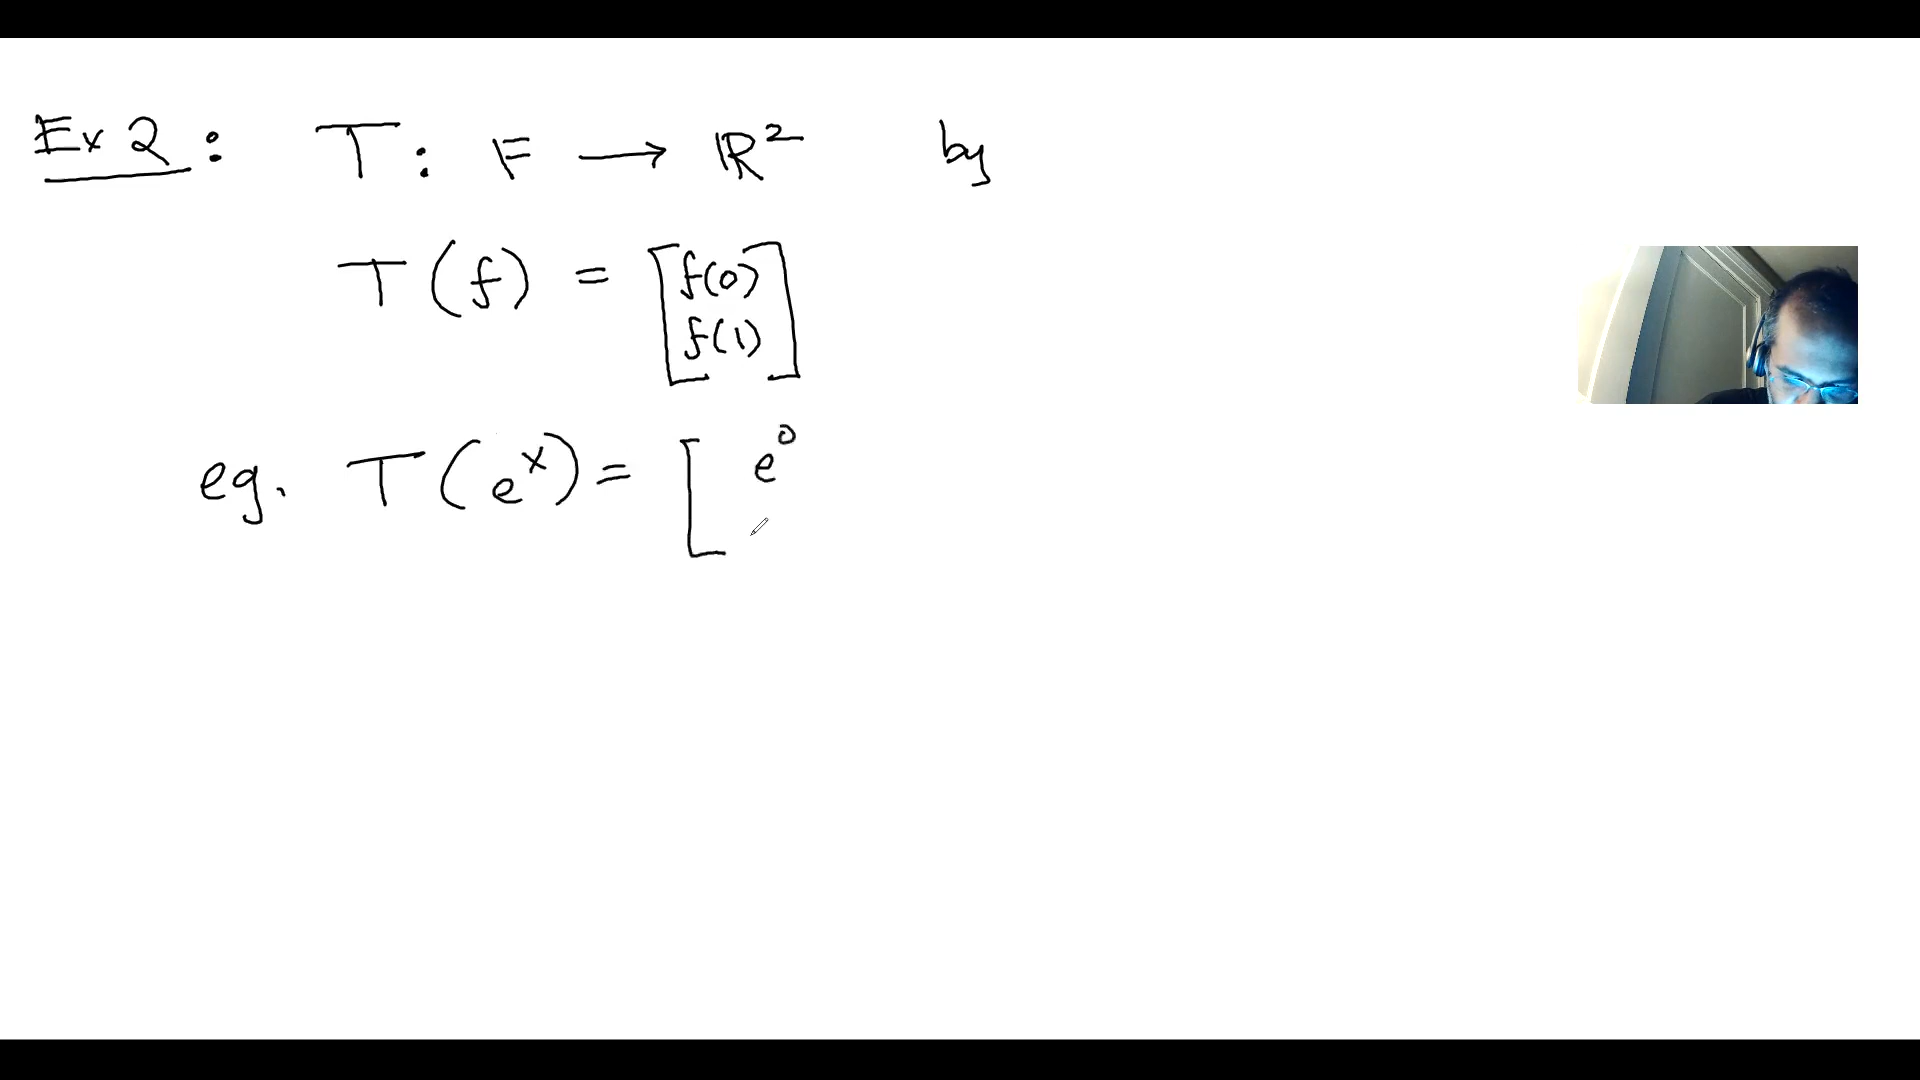 Ex 2: T: F → ℝ² by
T(f) = [f(0)
f(1)]
eg. T(eˣ) = [e⁰